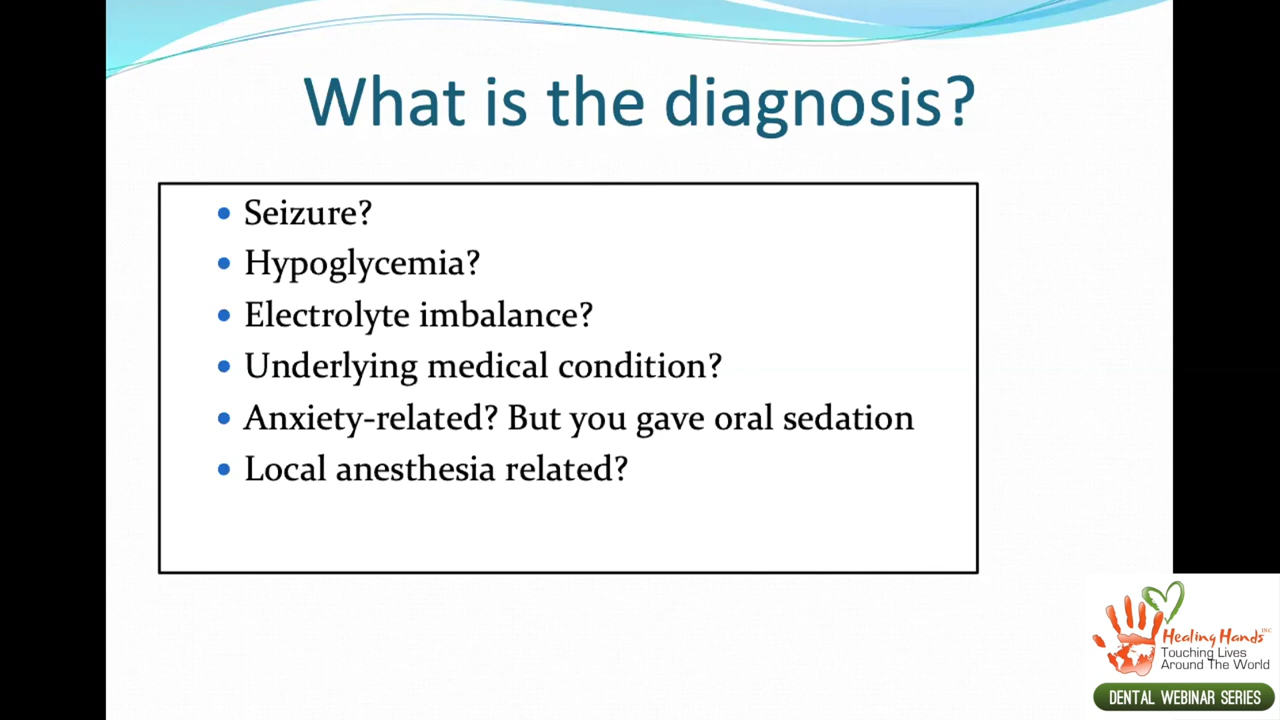 What is the diagnosis?
Seizure?
Hypoglycemia?
Electrolyte imbalance?
Underlying medical condition?
Anxiety-related? But you gave oral sedation
Local anesthesia related?
Healing Hands INC
Touching Lives
Around The World
DENTAL WEBINAR SERIES